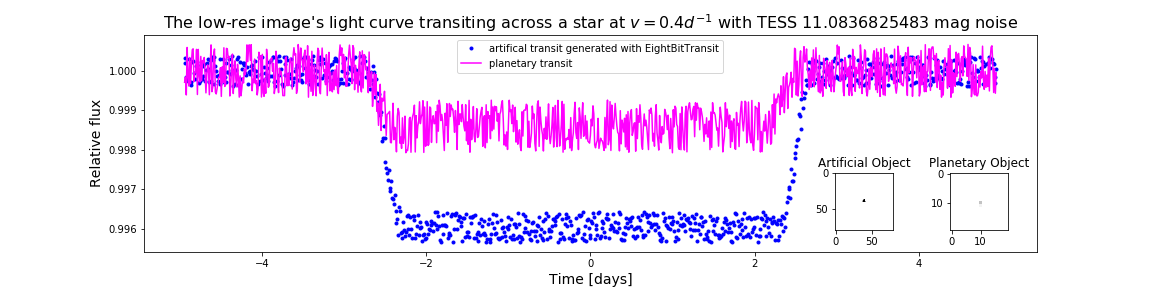 The low-res image's light curve transiting across a star at v = 0.4d⁻¹ with TESS 11.0836825483 mag noise
artifical transit generated with EightBitTransit
planetary transit
Relative flux
1.000
0.999
0.998
0.997
0.996
−4
−2
0
2
4
Time [days]
Artificial Object
0
50
0
50
Planetary Object
0
10
0
10